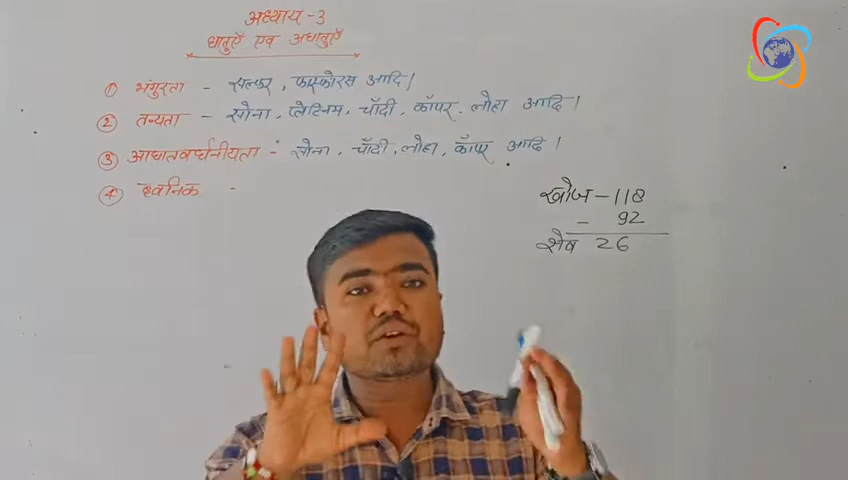 अध्याय - 3
धातुएँ एवं अधातुएँ
① भंगुरता - सल्फर, फास्फोरस आदि।
② तन्यता - सोना, प्लेटिनम, चाँदी, कॉपर, लोहा आदि।
③ आघातवर्धनीयता - सोना, चाँदी, लोहा, कॉपर आदि।
④ ध्वनिक -
खोज - 118
- 92
शेष 26